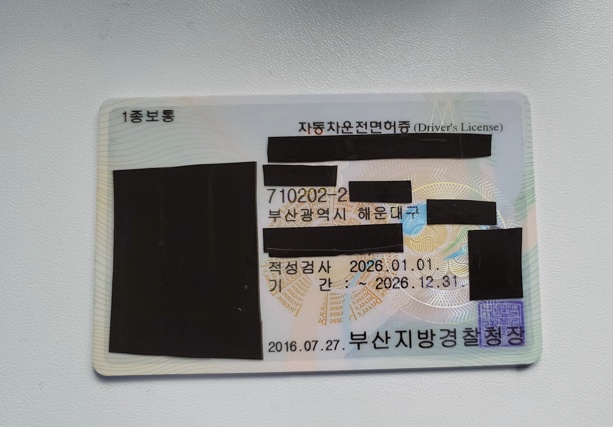 1종보통
자동차운전면허증 (Driver's License)
710202-2
부산광역시 해운대구
적성검사 2026.01.01.
기 간 : ~ 2026.12.31.
2016.07.27. 부산지방경찰청장